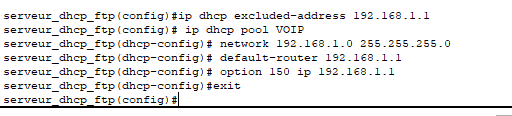 serveur_dhcp_ftp(config)#ip dhcp excluded-address 192.168.1.1
serveur_dhcp_ftp(config)# ip dhcp pool VOIP
serveur_dhcp_ftp(dhcp-config)# network 192.168.1.0 255.255.255.0
serveur_dhcp_ftp(dhcp-config)# default-router 192.168.1.1
serveur_dhcp_ftp(dhcp-config)# option 150 ip 192.168.1.1
serveur_dhcp_ftp(dhcp-config)#exit
serveur_dhcp_ftp(config)#